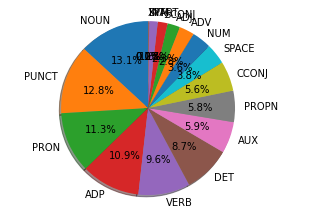 NOUN
13.1%
PUNCT
12.8%
PRON
11.3%
ADP
10.9%
VERB
9.6%
DET
8.7%
AUX
5.9%
PROPN
5.8%
CCONJ
5.6%
SPACE
3.8%
NUM
3.6%
ADV
ADJ